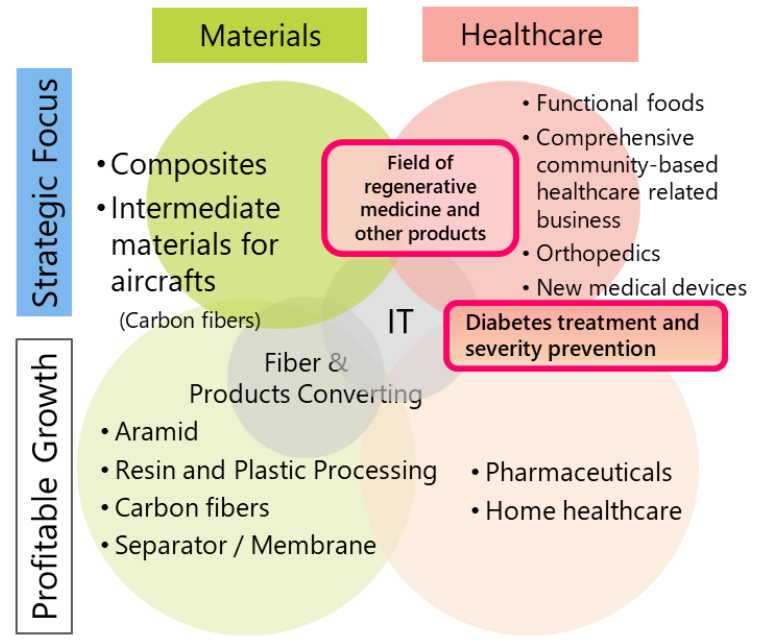 Materials
Healthcare
Strategic Focus
• Composites
• Intermediate
materials for
aircrafts
(Carbon fibers)
Field of
regenerative
medicine and
other products
• Functional foods
• Comprehensive
community-based
healthcare related
business
• Orthopedics
• New medical devices
IT
Diabetes treatment and
severity prevention
Profitable Growth
Fiber &
Products Converting
• Aramid
• Resin and Plastic Processing
• Carbon fibers
• Separator / Membrane
• Pharmaceuticals
• Home healthcare